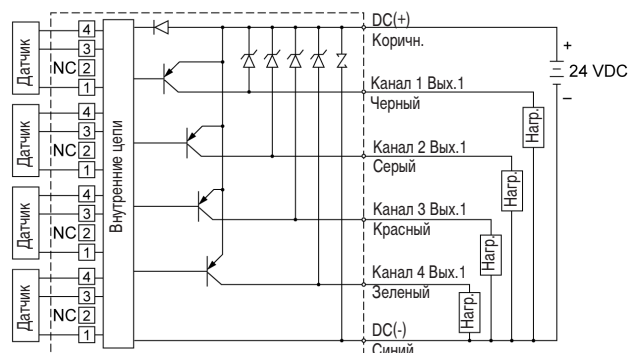 Датчик
4
3
NC 2
1
Датчик
4
3
NC 2
1
Датчик
4
3
NC 2
1
Датчик
4
3
NC 2
1
Внутренние цепи
DC(+)
Коричн.
Канал 1 Вых.1
Черный
Канал 2 Вых.1
Серый
Канал 3 Вых.1
Красный
Канал 4 Вых.1
Зеленый
DC(-)
Синий
Нагр.
Нагр.
Нагр.
Нагр.
+
24 VDC
–